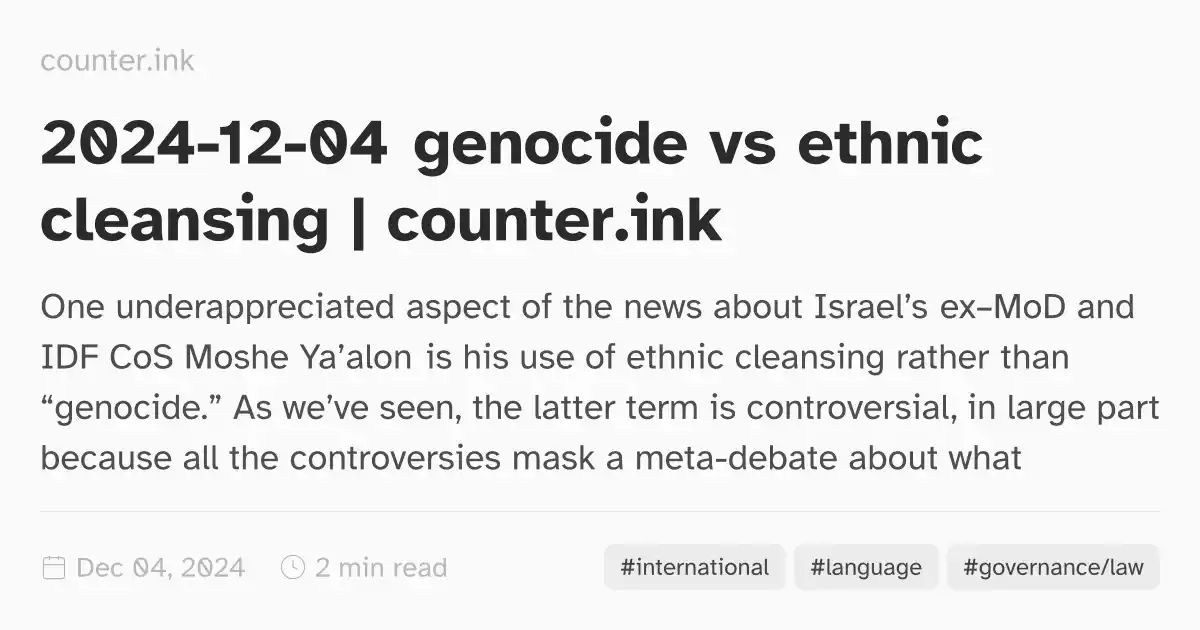 counter.ink
2024-12-04 genocide vs ethnic
cleansing | counter.ink
One underappreciated aspect of the news about Israel’s ex–MoD and
IDF CoS Moshe Ya’alon is his use of ethnic cleansing rather than
“genocide.” As we’ve seen, the latter term is controversial, in large part
because all the controversies mask a meta-debate about what
Dec 04, 2024 2 min read #international #language #governance/law